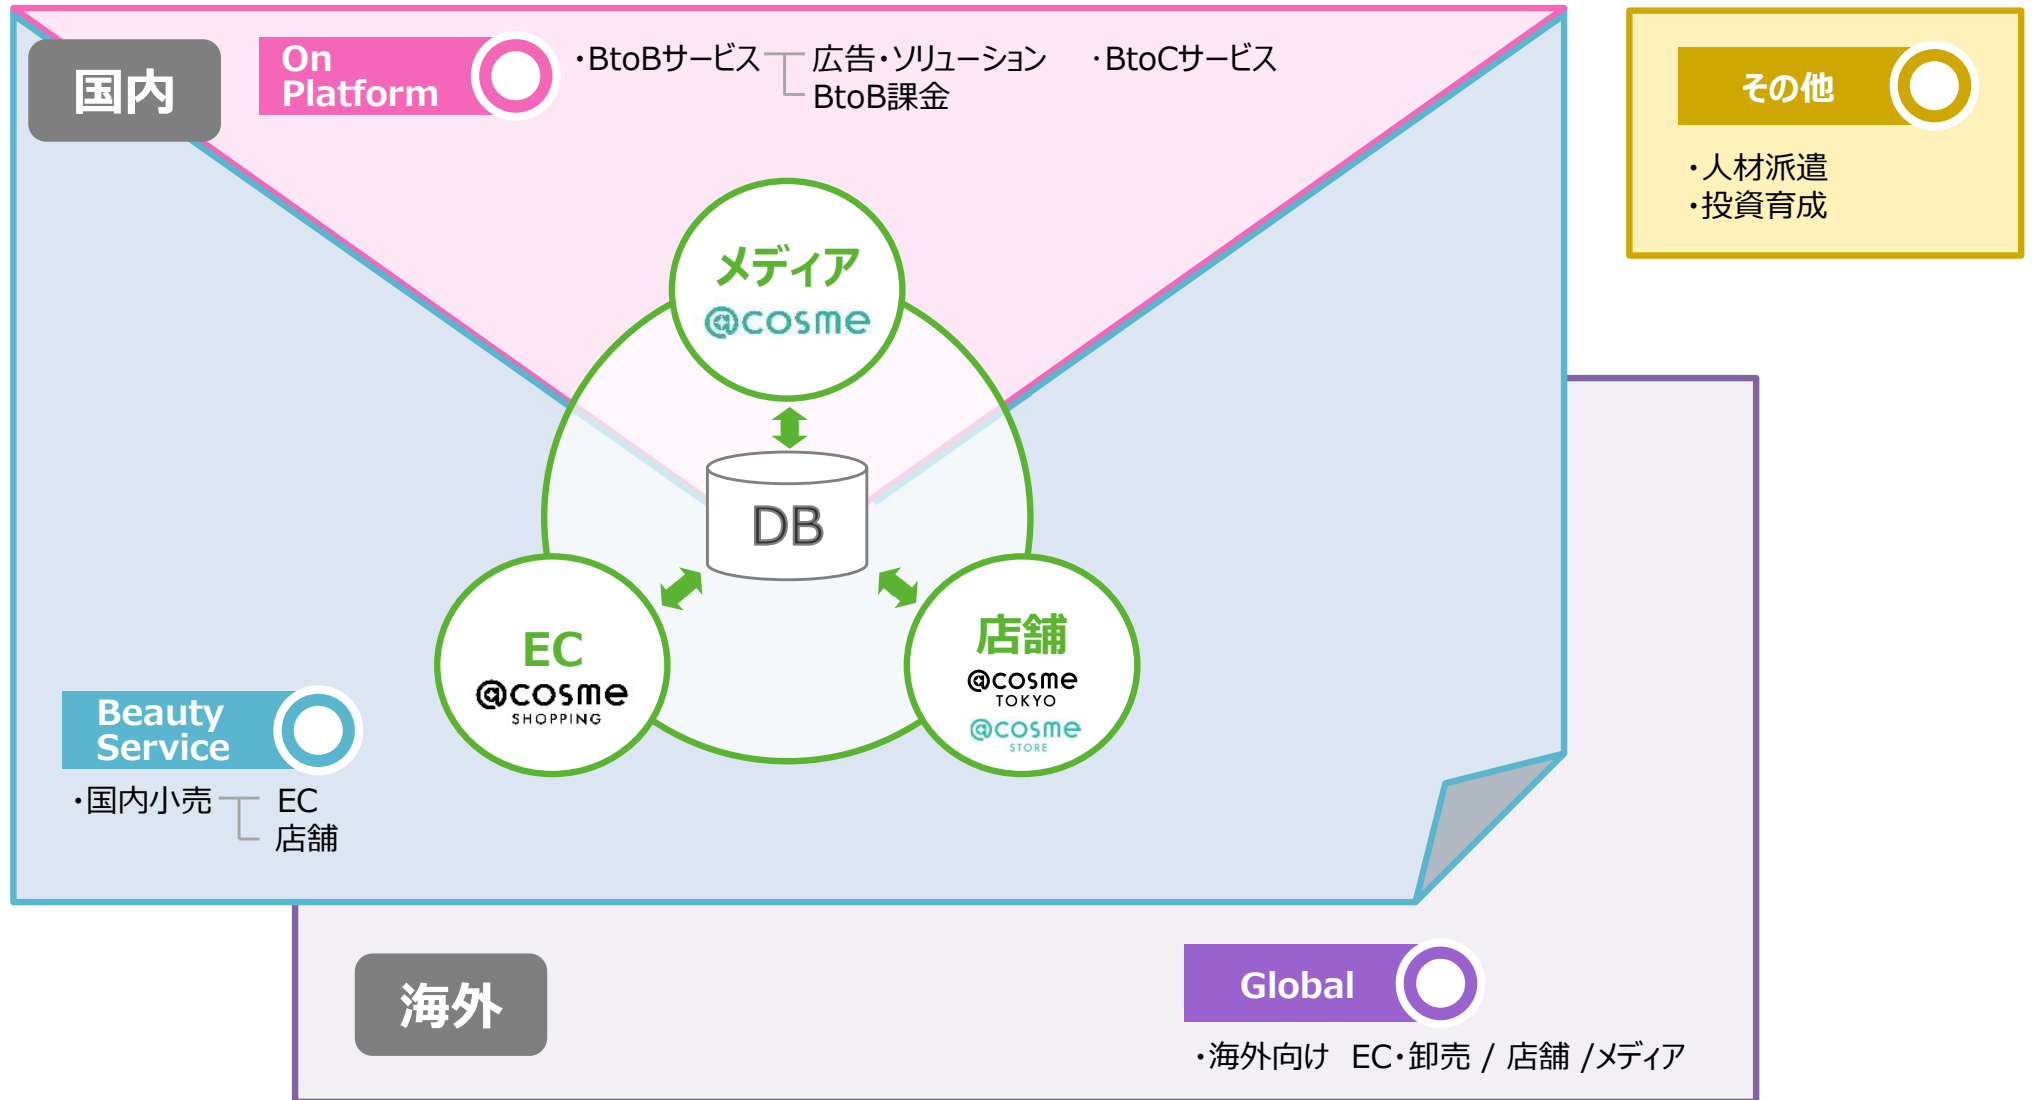 国内
On
Platform
・BtoBサービス 広告・ソリューション ・BtoCサービス
BtoB課金
その他
・人材派遣
・投資育成
メディア
@cosme
DB
EC
@cosme
SHOPPING
店舗
@cosme
TOKYO
@cosme
STORE
Beauty
Service
・国内小売 EC
店舗
海外
Global
・海外向け EC・卸売 / 店舗 /メディア